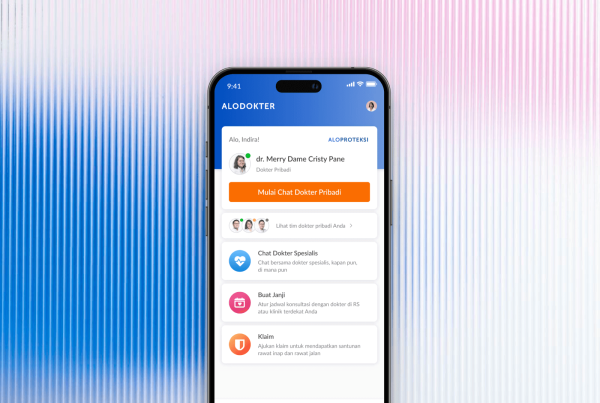 9:41
ALODOKTER
Alo, Indira!
ALOPROTEKSI
dr. Merry Dame Cristy Pane
Dokter Pribadi
Mulai Chat Dokter Pribadi
Lihat tim dokter pribadi Anda
Chat Dokter Spesialis
Chat bersama dokter spesialis, kapan pun,
di mana pun
Buat Janji
Atur jadwal konsultasi dengan dokter di RS
atau klinik terdekat Anda
Klaim
Ajukan klaim untuk mendapatkan santunan
rawat inap dan rawat jalan